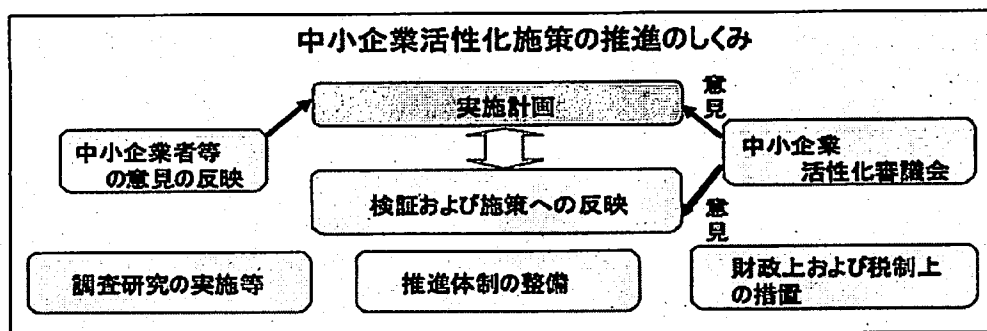 中小企業活性化施策の推進のしくみ
実施計画
意見
中小企業者等
の意見の反映
中小企業
活性化審議会
検証および施策への反映
意見
調査研究の実施等
推進体制の整備
財政上および税制上
の措置